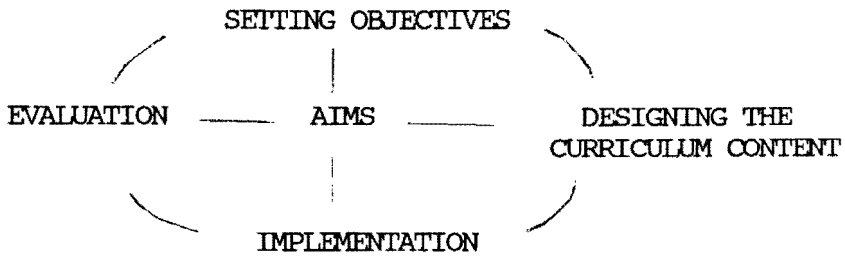 SETTING OBJECTIVES
EVALUATION AIMS DESIGNING THE
CURRICULUM CONTENT
IMPLEMENTATION